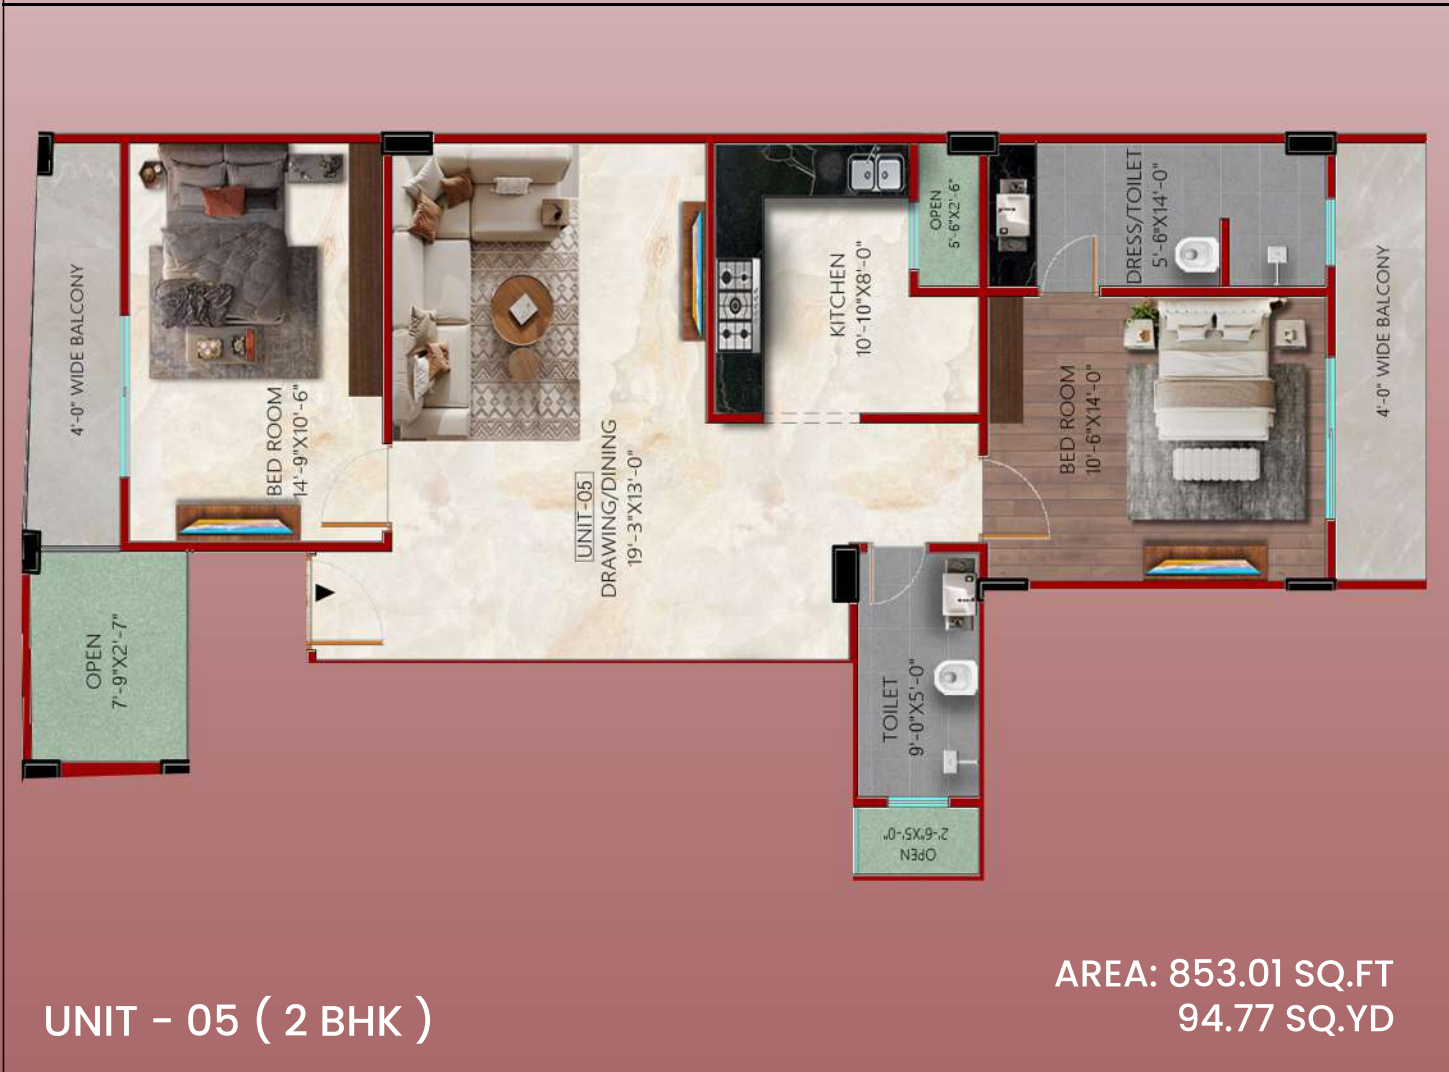 4'-0" WIDE BALCONY
BED ROOM
14'-9"X10'-6"
OPEN
7'-9"X2'-7"
UNIT-05
DRAWING/DINING
19'-3"X13'-0"
KITCHEN
10'-10"X8'-0"
OPEN
5'-6"X2'-6"
DRESS/TOILET
5'-6"X14'-0"
BED ROOM
10'-6"X14'-0"
4'-0" WIDE BALCONY
TOILET
9'-0"X5'-0"
OPEN
2'-6"X5'-0"
UNIT - 05 ( 2 BHK )
AREA: 853.01 SQ.FT
94.77 SQ.YD